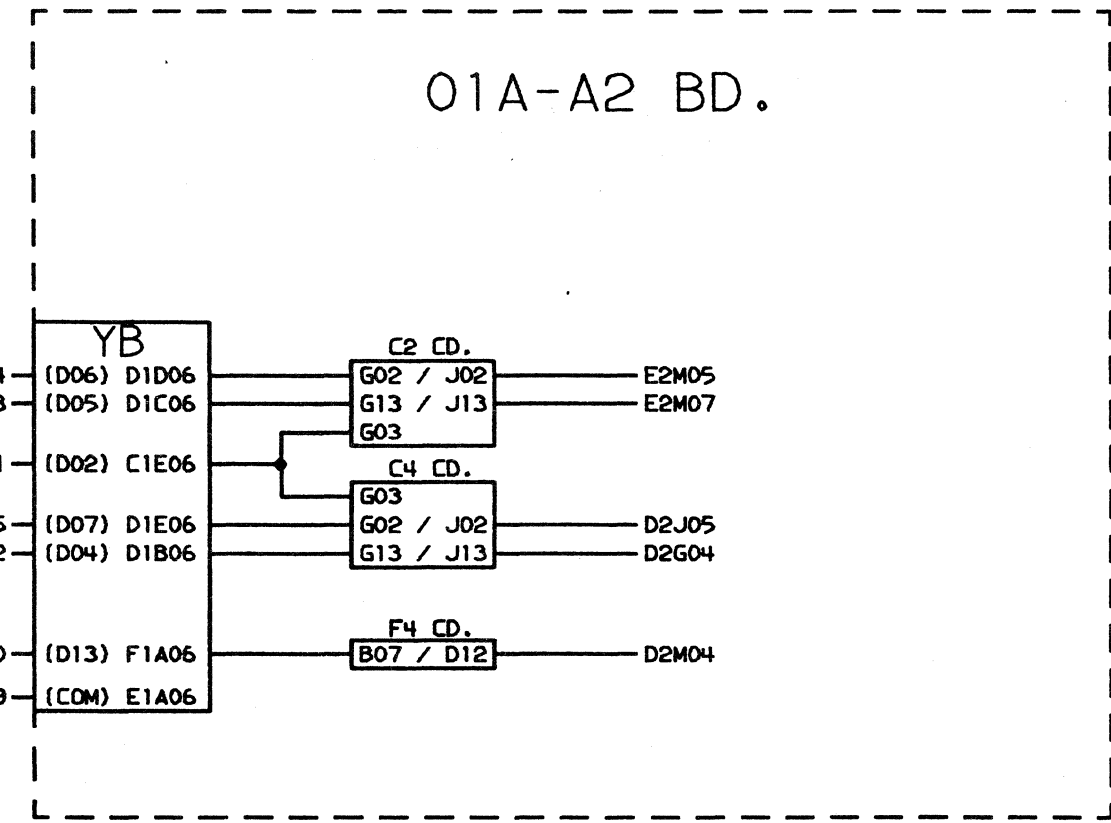 01A-A2 BD.
YB
C2 CD.
(D06) D1D06 G02 / J02 E2M05
(D05) D1C06 G13 / J13 E2M07
G03
(D02) C1E06 C4 CD.
G03
(D07) D1E06 G02 / J02 D2J05
(D04) D1B06 G13 / J13 D2G04
F4 CD.
(D13) F1A06 B07 / D12 D2M04
(COM) E1A06